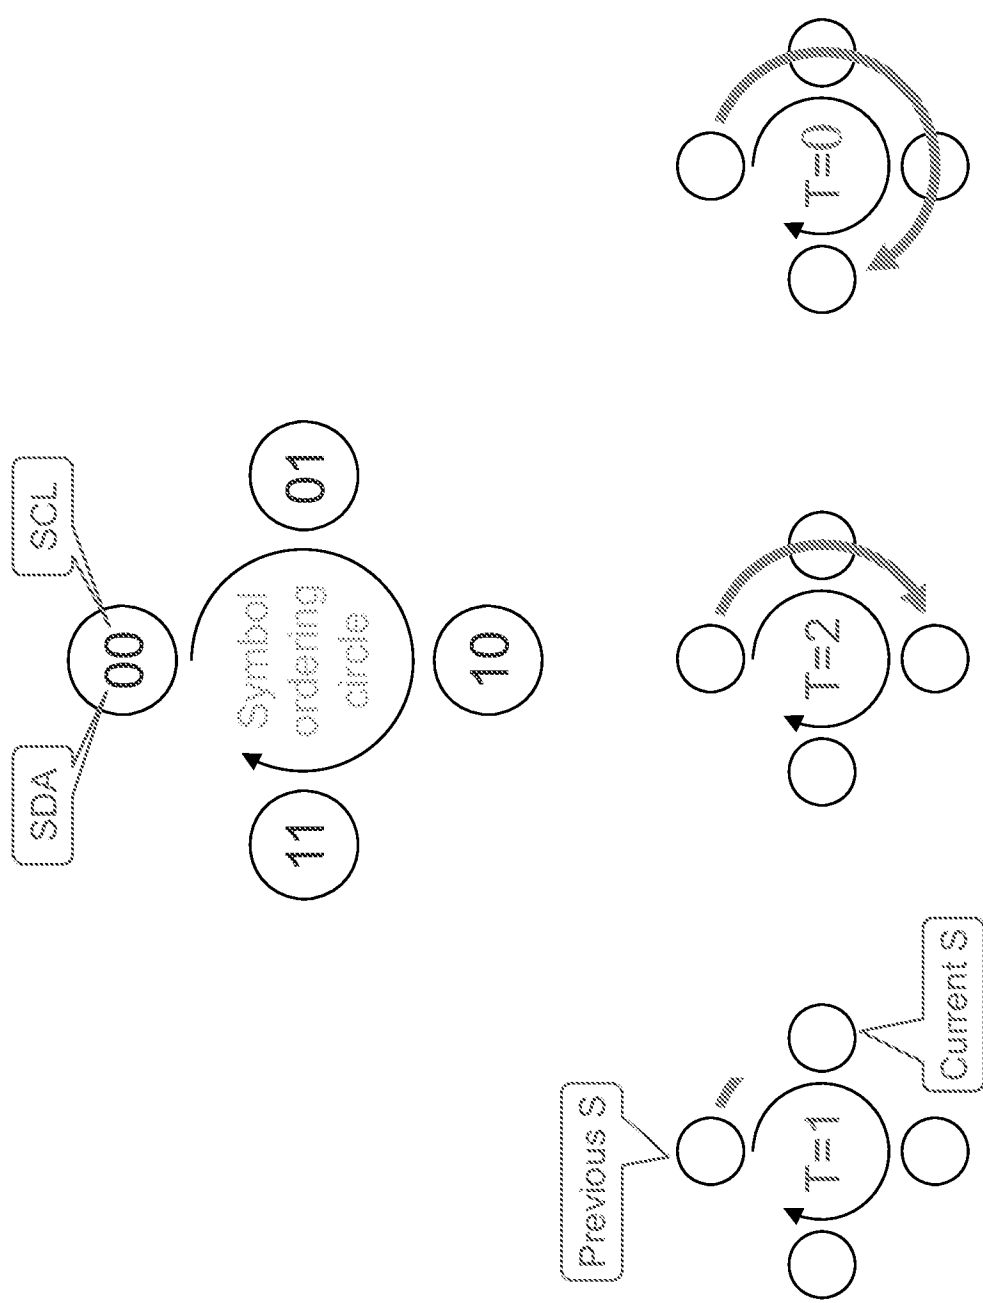 SDA
SCL
00
11
Symbol
ordering
circle
01
10
Previous S
T=1
Current S
T=2
T=0